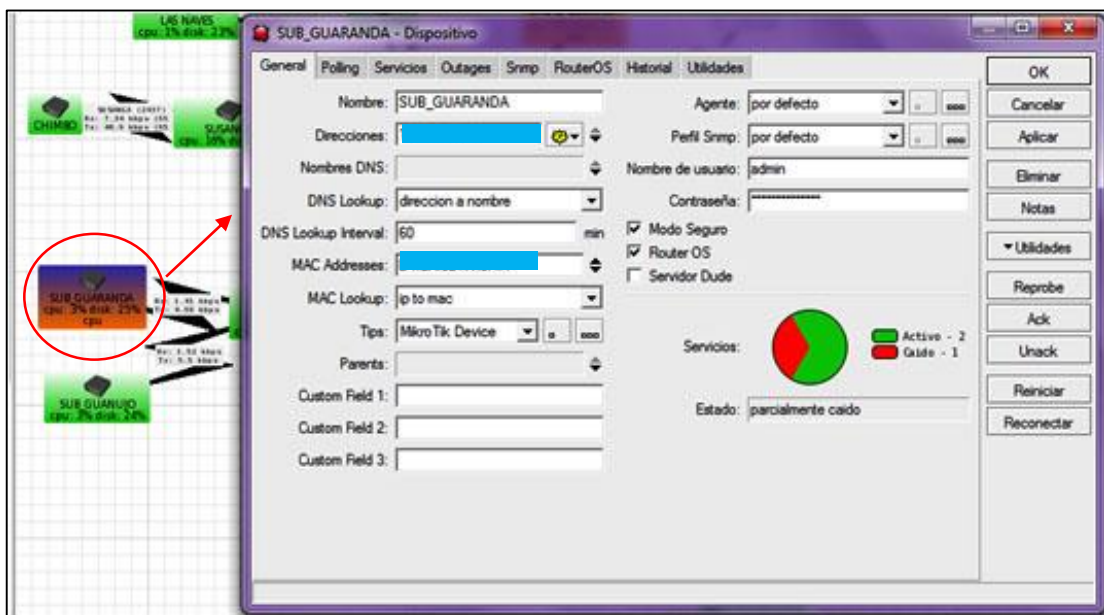 LAS NAVES
cpu: 1% disk: 23%
CHIMBO
SUB_GUARANDA
cpu: 3% disk: 25%
cpu
SUB GUANUJO
cpu: 3% disk: 24%
SUB_GUARANDA - Dispositivo
General Polling Servicios Outages Snmp RouterOS Historial Utilidades
Nombre: SUB_GUARANDA
Direcciones:
Nombres DNS:
DNS Lookup: direccion a nombre
DNS Lookup Interval: 60 min
MAC Addresses:
MAC Lookup: ip to mac
Tips: MikroTik Device
Parents:
Custom Field 1:
Custom Field 2:
Custom Field 3:
Agente: por defecto
Perfil Snmp: por defecto
Nombre de usuario: admin
Contraseña: ****************
Modo Seguro
Router OS
Servidor Dude
Servicios:
Activo - 2
Caido - 1
Estado: parcialmente caido
OK
Cancelar
Aplicar
Eliminar
Notas
Utilidades
Reprobe
Ack
Unack
Reiniciar
Reconectar